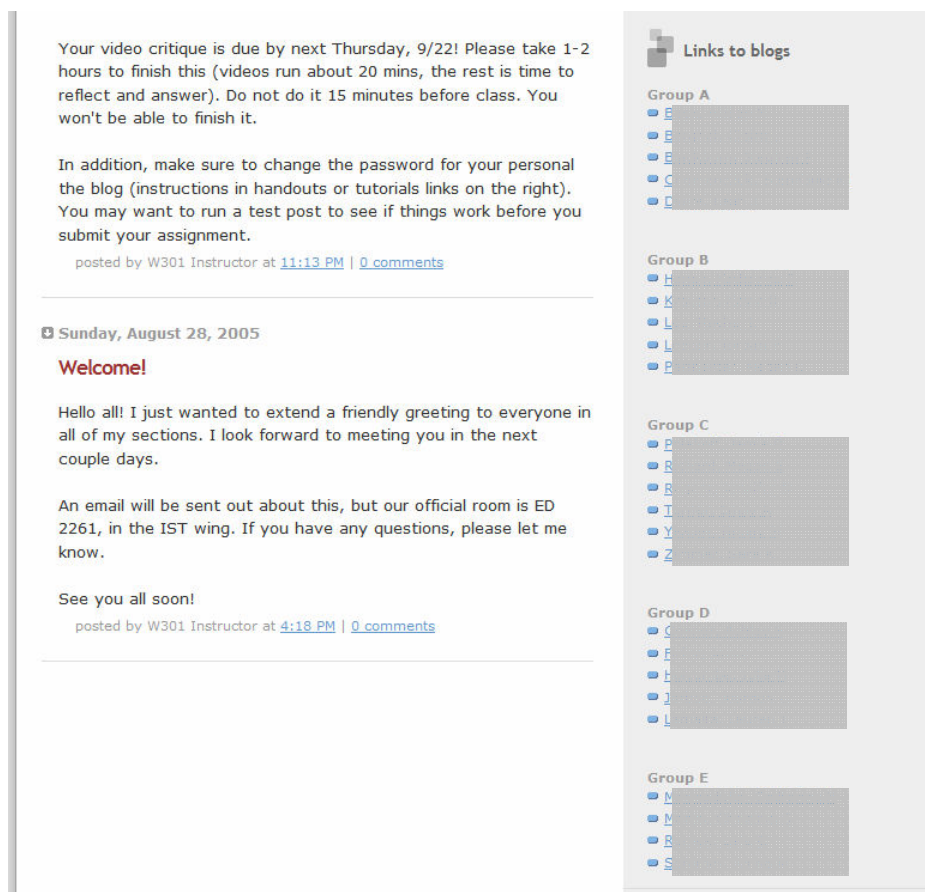 Your video critique is due by next Thursday, 9/22! Please take 1-2
hours to finish this (videos run about 20 mins, the rest is time to
reflect and answer). Do not do it 15 minutes before class. You
won't be able to finish it.
In addition, make sure to change the password for your personal
the blog (instructions in handouts or tutorials links on the right).
You may want to run a test post to see if things work before you
submit your assignment.
posted by W301 Instructor at 11:13 PM | 0 comments
Sunday, August 28, 2005
Welcome!
Hello all! I just wanted to extend a friendly greeting to everyone in
all of my sections. I look forward to meeting you in the next
couple days.
An email will be sent out about this, but our official room is ED
2261, in the IST wing. If you have any questions, please let me
know.
See you all soon!
posted by W301 Instructor at 4:18 PM | 0 comments
Links to blogs
Group A
Group B
Group C
Group D
Group E